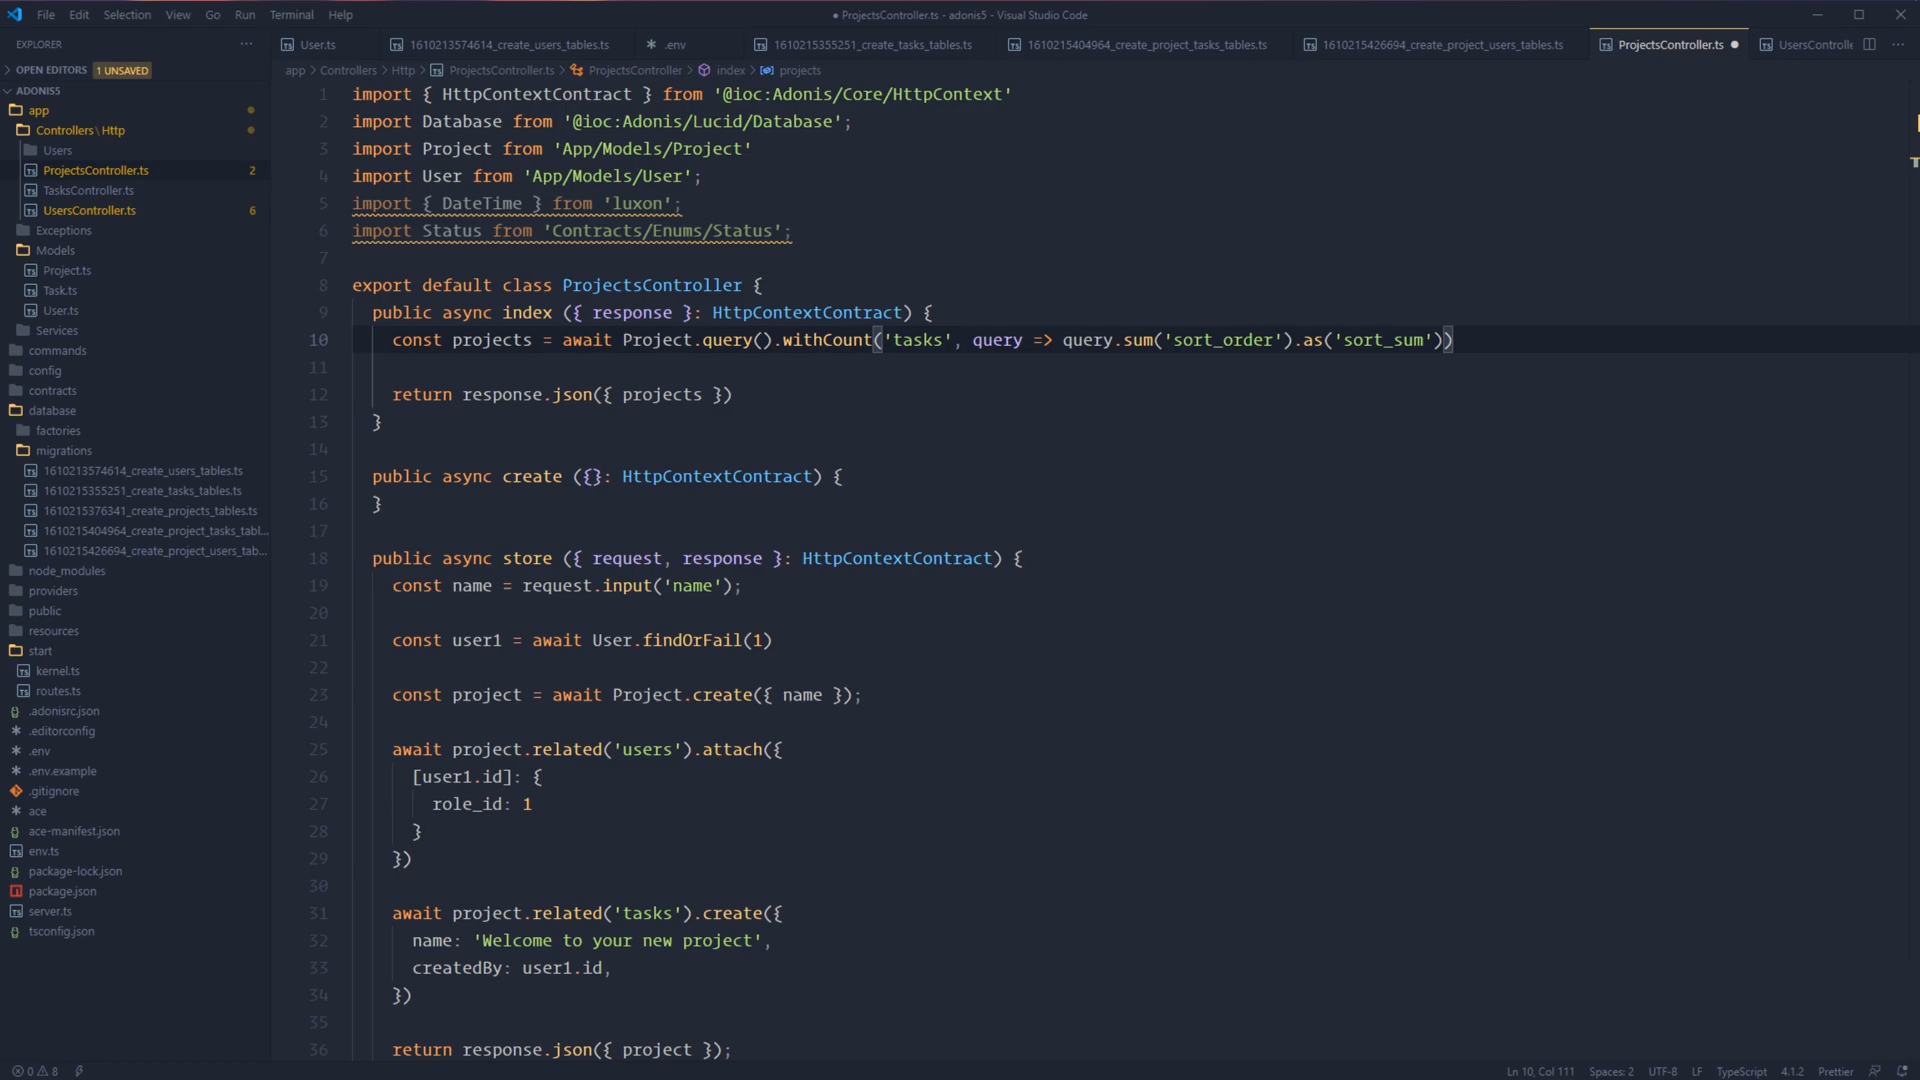 File Edit Selection View Go Run Terminal Help
● ProjectsController.ts - adonis5 - Visual Studio Code
EXPLORER ···
OPEN EDITORS 1 UNSAVED
ADONIS5
app
Controllers\Http
Users
ProjectsController.ts 2
TasksController.ts
UsersController.ts 6
Exceptions
Models
Project.ts
Task.ts
User.ts
Services
commands
config
contracts
database
factories
migrations
1610213574614_create_users_tables.ts
1610215355251_create_tasks_tables.ts
1610215376341_create_projects_tables.ts
1610215404964_create_project_tasks_tabl...
1610215426694_create_project_users_tab...
node_modules
providers
public
resources
start
kernel.ts
routes.ts
.adonisrc.json
.editorconfig
.env
.env.example
.gitignore
ace
ace-manifest.json
env.ts
package-lock.json
package.json
server.ts
tsconfig.json
User.ts 1610213574614_create_users_tables.ts .env 1610215355251_create_tasks_tables.ts 1610215404964_create_project_tasks_tables.ts 1610215426694_create_project_users_tables.ts ProjectsController.ts ● UsersControlle ···
app > Controllers > Http > ProjectsController.ts > ProjectsController > index > projects
1 import { HttpContextContract } from '@ioc:Adonis/Core/HttpContext'
2 import Database from '@ioc:Adonis/Lucid/Database';
3 import Project from 'App/Models/Project'
4 import User from 'App/Models/User';
5 import { DateTime } from 'luxon';
6 import Status from 'Contracts/Enums/Status';
7
8 export default class ProjectsController {
9 public async index ({ response }: HttpContextContract) {
10 const projects = await Project.query().withCount('tasks', query => query.sum('sort_order').as('sort_sum'))
11
12 return response.json({ projects })
13 }
14
15 public async create ({}: HttpContextContract) {
16 }
17
18 public async store ({ request, response }: HttpContextContract) {
19 const name = request.input('name');
20
21 const user1 = await User.findOrFail(1)
22
23 const project = await Project.create({ name });
24
25 await project.related('users').attach({
26 [user1.id]: {
27 role_id: 1
28 }
29 })
30
31 await project.related('tasks').create({
32 name: 'Welcome to your new project',
33 createdBy: user1.id,
34 })
35
36 return response.json({ project });
0 8 Ln 10, Col 111 Spaces: 2 UTF-8 LF TypeScript 4.1.2 Prettier